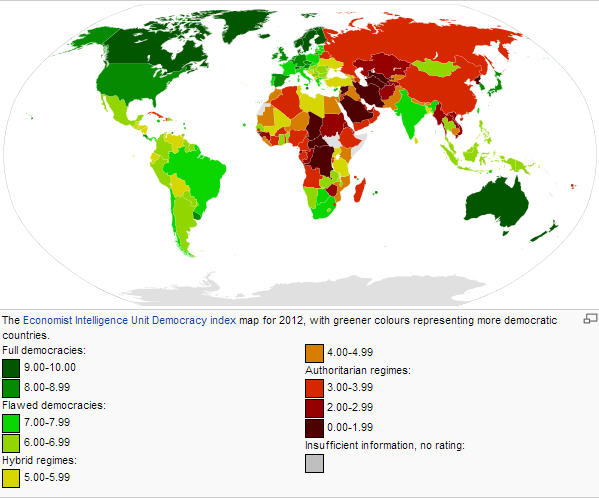 The Economist Intelligence Unit Democracy index map for 2012, with greener colours representing more democratic
countries.
Full democracies:
9.00-10.00
8.00-8.99
Flawed democracies:
7.00-7.99
6.00-6.99
Hybrid regimes:
5.00-5.99
4.00-4.99
Authoritarian regimes:
3.00-3.99
2.00-2.99
0.00-1.99
Insufficient information, no rating: